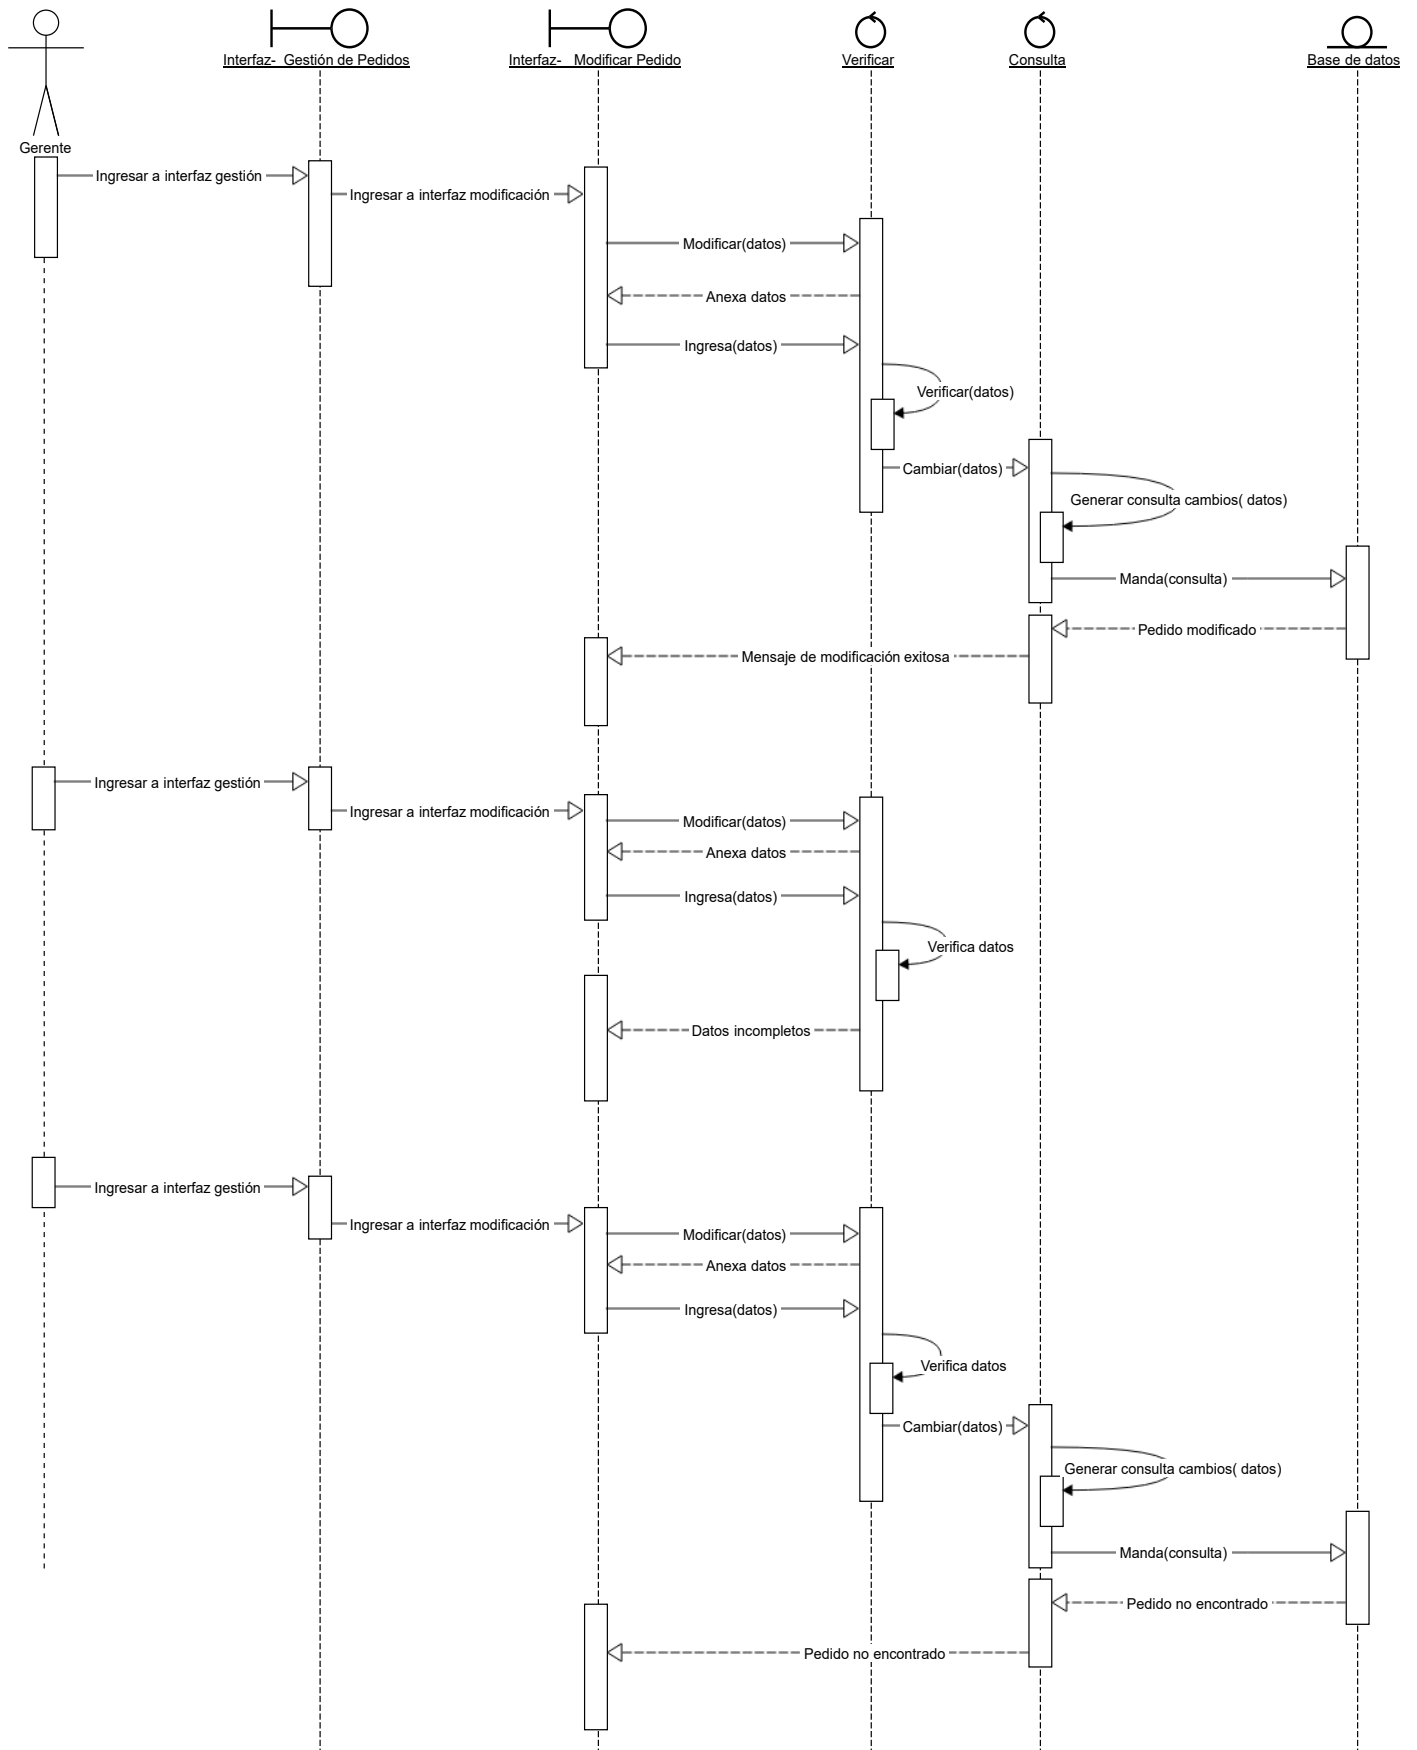 Interfaz-  Gestión de Pedidos
Interfaz-   Modificar Pedido
Verificar
Consulta
Base de datos
Gerente
Ingresar a interfaz gestión
Ingresar a interfaz modificación
Modificar(datos)
Anexa datos
Ingresa(datos)
Verificar(datos)
Cambiar(datos)
Generar consulta cambios( datos)
Manda(consulta)
Pedido modificado
Mensaje de modificación exitosa
Ingresar a interfaz gestión
Ingresar a interfaz modificación
Modificar(datos)
Anexa datos
Ingresa(datos)
Verifica datos
Datos incompletos
Ingresar a interfaz gestión
Ingresar a interfaz modificación
Modificar(datos)
Anexa datos
Ingresa(datos)
Verifica datos
Cambiar(datos)
Generar consulta cambios( datos)
Manda(consulta)
Pedido no encontrado
Pedido no encontrado